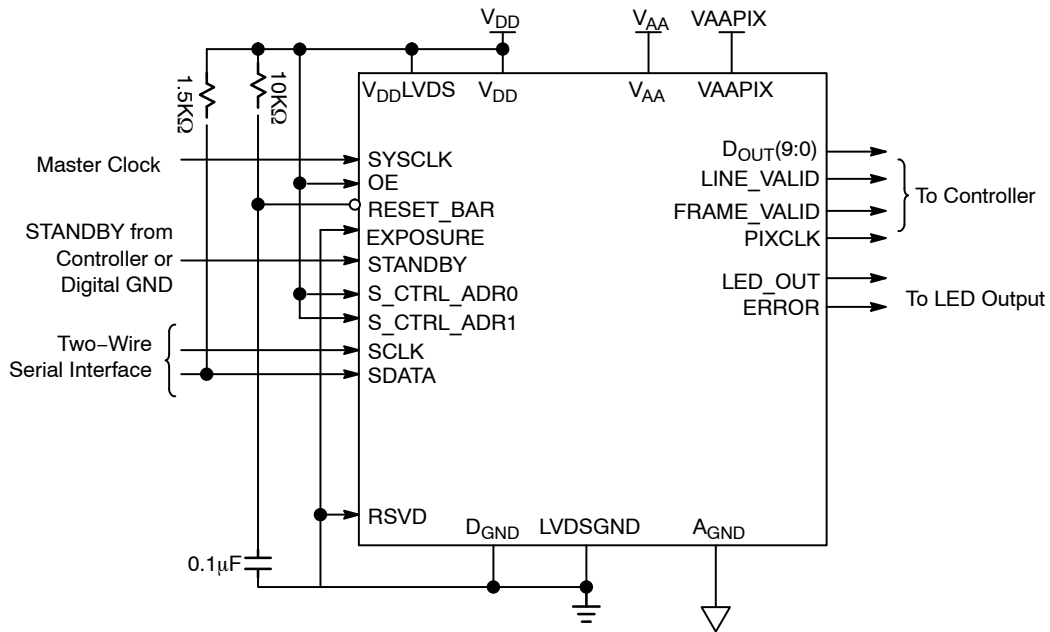 VDD
VAA
VAAPIX
1.5KΩ
10KΩ
VDDLVDS
VDD
VAA
VAAPIX
Master Clock
SYSCLK
OE
RESET_BAR
EXPOSURE
STANDBY
S_CTRL_ADR0
S_CTRL_ADR1
SCLK
SDATA
RSVD
STANDBY from
Controller or
Digital GND
Two−Wire
Serial Interface
DOUT(9:0)
LINE_VALID
FRAME_VALID
PIXCLK
LED_OUT
ERROR
To Controller
To LED Output
DGND
LVDSGND
AGND
0.1μF